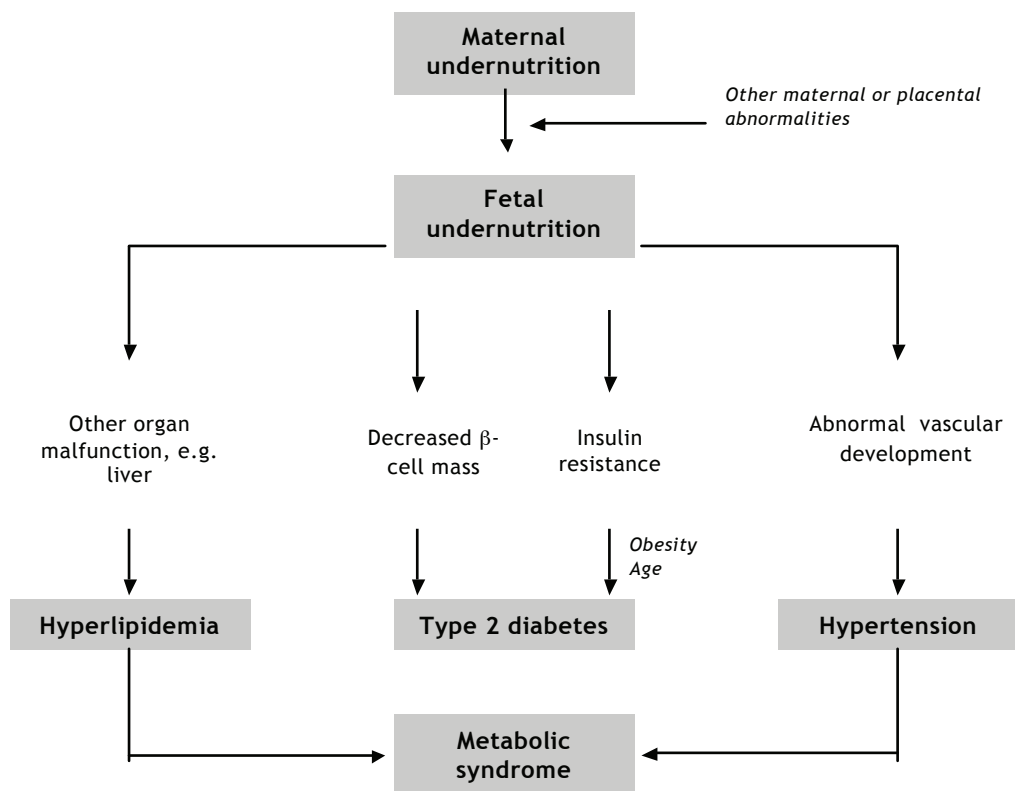 Maternal
undernutrition
Other maternal or placental
abnormalities
Fetal
undernutrition
Other organ
malfunction, e.g.
liver
Decreased β-
cell mass
Insulin
resistance
Abnormal vascular
development
Obesity
Age
Hyperlipidemia
Type 2 diabetes
Hypertension
Metabolic
syndrome